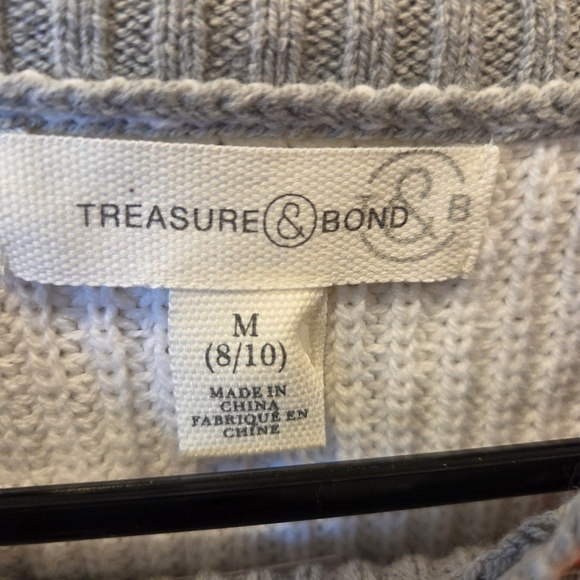 TREASURE & BOND
T & B
M
(8/10)
MADE IN
CHINA
FABRIQUÉ EN
CHINE